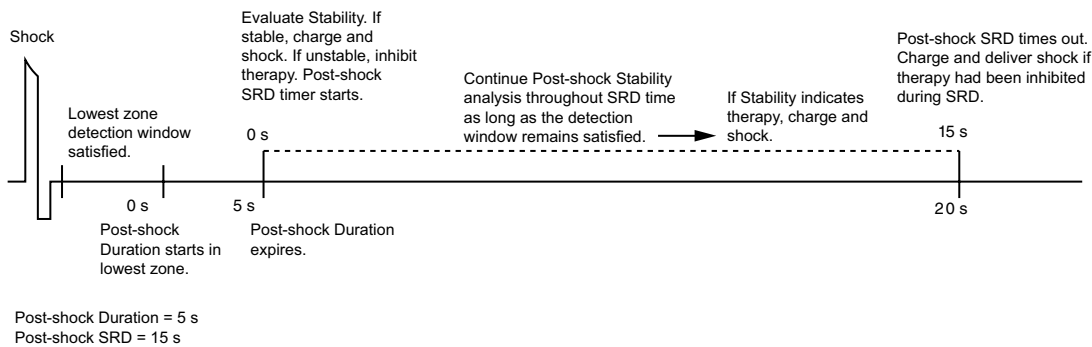 Shock
Lowest zone
detection window
satisfied.
Evaluate Stability. If
stable, charge and
shock. If unstable, inhibit
therapy. Post-shock
SRD timer starts.
0 s
Continue Post-shock Stability
analysis throughout SRD time
as long as the detection
window remains satisfied.
If Stability indicates
therapy, charge and
shock.
Post-shock SRD times out.
Charge and deliver shock if
therapy had been inhibited
during SRD.
15 s
0 s
Post-shock
Duration starts in
lowest zone.
5 s
Post-shock Duration
expires.
20 s
Post-shock Duration = 5 s
Post-shock SRD = 15 s